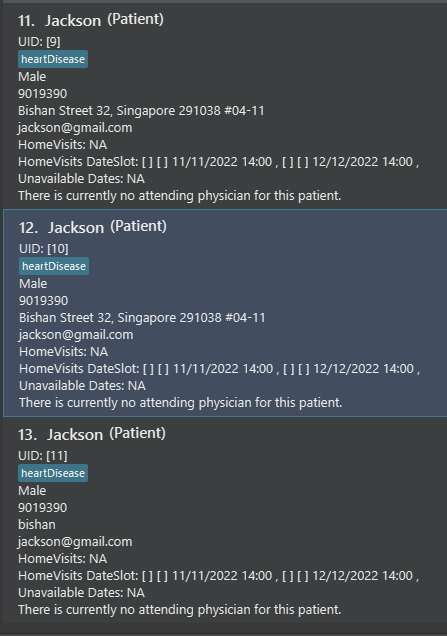 11. Jackson (Patient)
UID: [9]
heartDisease
Male
9019390
Bishan Street 32, Singapore 291038 #04-11
jackson@gmail.com
HomeVisits: NA
HomeVisits DateSlot: [ ] [ ] 11/11/2022 14:00 , [ ] [ ] 12/12/2022 14:00 ,
Unavailable Dates: NA
There is currently no attending physician for this patient.
12. Jackson (Patient)
UID: [10]
heartDisease
Male
9019390
Bishan Street 32, Singapore 291038 #04-11
jackson@gmail.com
HomeVisits: NA
HomeVisits DateSlot: [ ] [ ] 11/11/2022 14:00 , [ ] [ ] 12/12/2022 14:00 ,
Unavailable Dates: NA
There is currently no attending physician for this patient.
13. Jackson (Patient)
UID: [11]
heartDisease
Male
9019390
bishan
jackson@gmail.com
HomeVisits: NA
HomeVisits DateSlot: [ ] [ ] 11/11/2022 14:00 , [ ] [ ] 12/12/2022 14:00 ,
Unavailable Dates: NA
There is currently no attending physician for this patient.